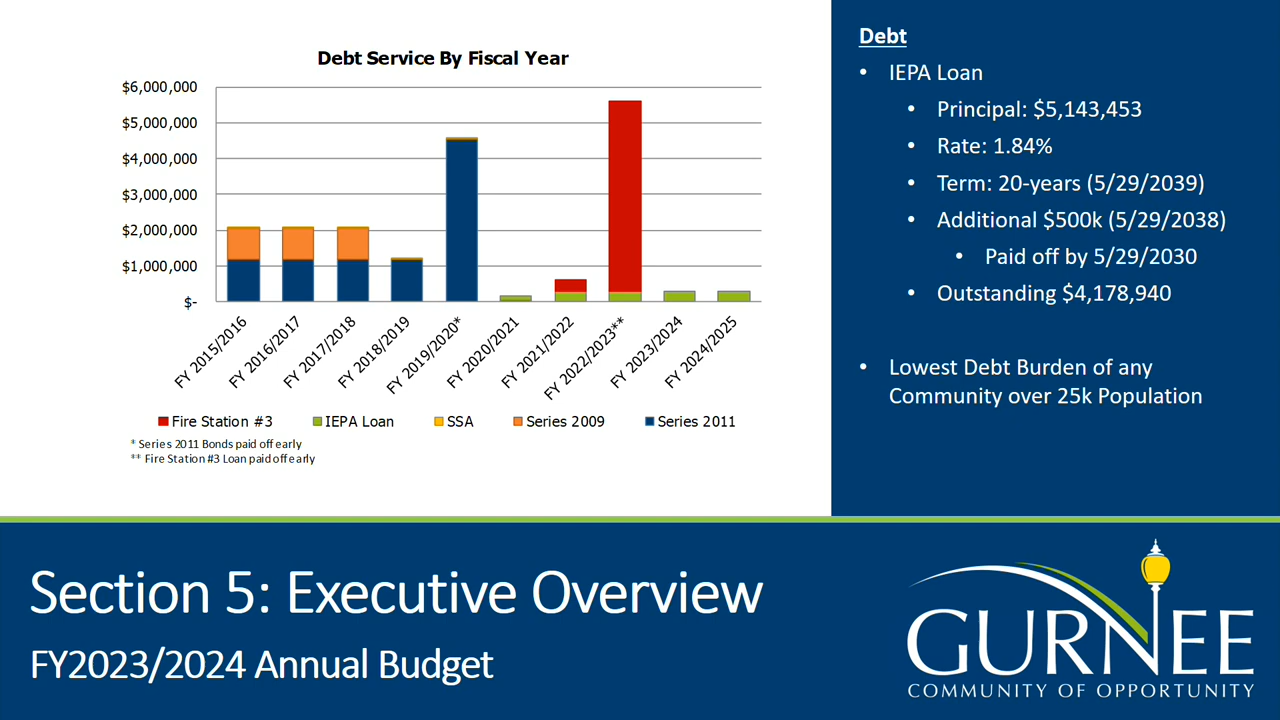 Debt Service By Fiscal Year
$6,000,000
$5,000,000
$4,000,000
$3,000,000
$2,000,000
$1,000,000
$-
FY 2015/2016
FY 2016/2017
FY 2017/2018
FY 2018/2019
FY 2019/2020*
FY 2020/2021
FY 2021/2022
FY 2022/2023**
FY 2023/2024
FY 2024/2025
Fire Station #3
IEPA Loan
SSA
Series 2009
Series 2011
* Series 2011 Bonds paid off early
** Fire Station #3 Loan paid off early
Debt
• IEPA Loan
• Principal: $5,143,453
• Rate: 1.84%
• Term: 20-years (5/29/2039)
• Additional $500k (5/29/2038)
• Paid off by 5/29/2030
• Outstanding $4,178,940
• Lowest Debt Burden of any
Community over 25k Population
Section 5: Executive Overview
FY2023/2024 Annual Budget
GURNEE
COMMUNITY OF OPPORTUNITY